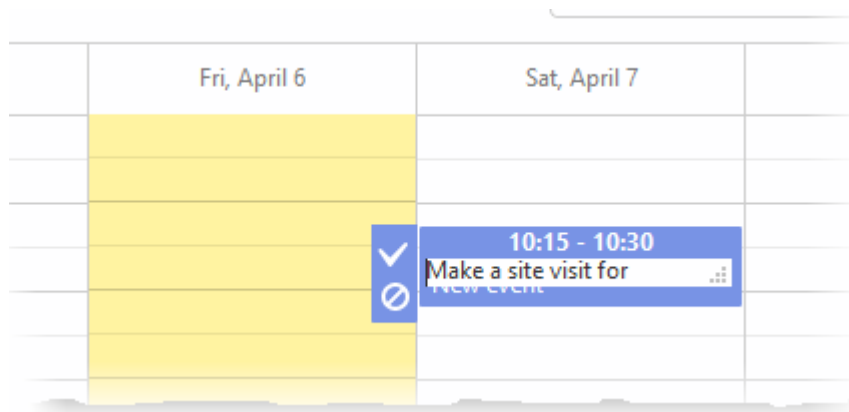 Fri, April 6
Sat, April 7
10:15 - 10:30
Make a site visit for
New event